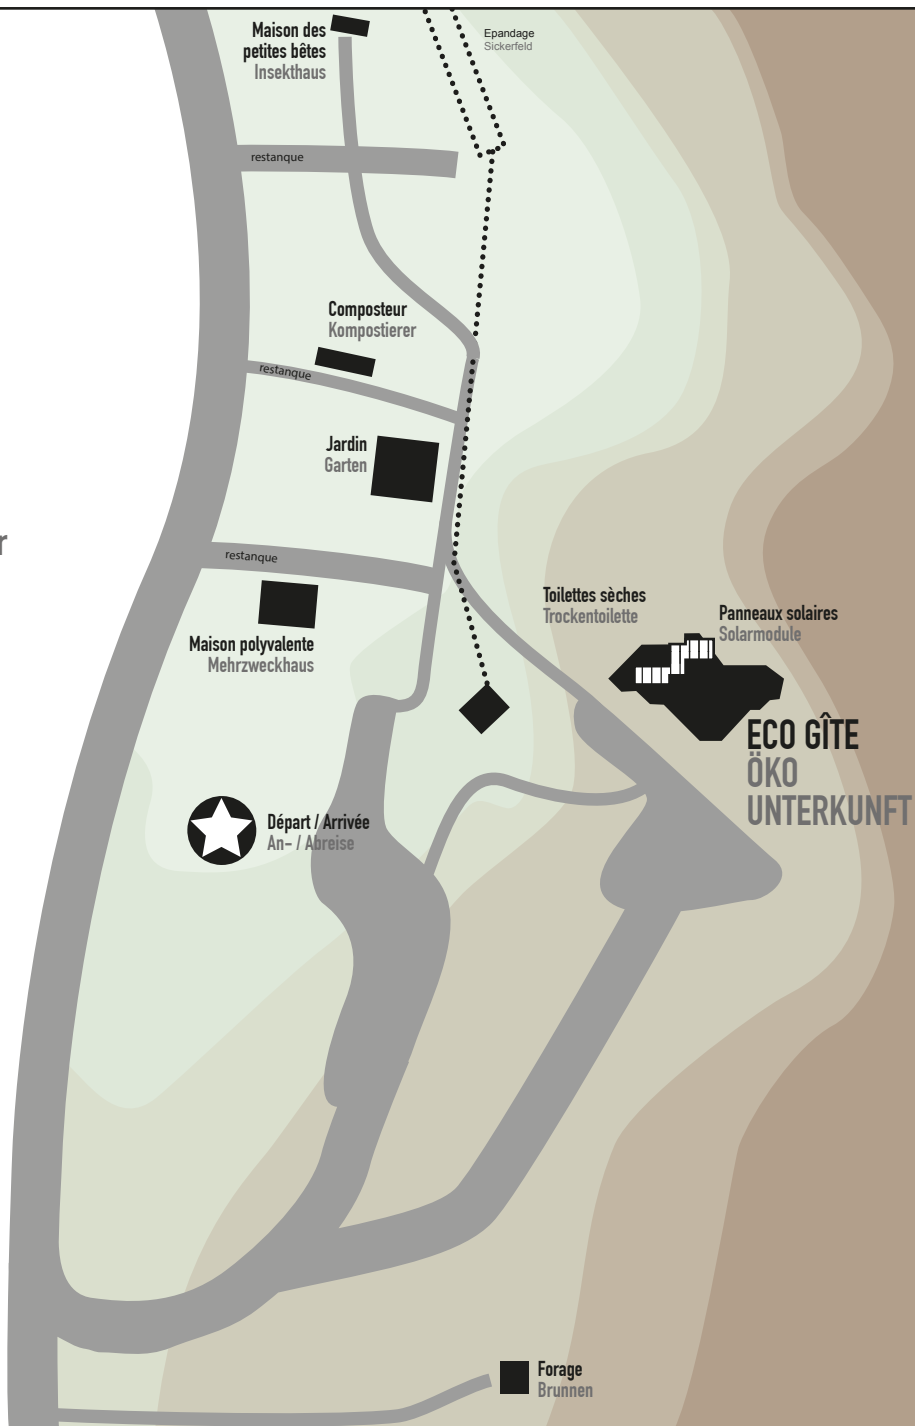 Maison des
petites bêtes
Insekthaus
Epandage
Sickerfeld
restanque
Composteur
Kompostierer
restanque
Jardin
Garten
r
restanque
Maison polyvalente
Mehrzweckhaus
Toilettes sèches
Trockentoilette
Panneaux solaires
Solarmodule
ECO GÎTE
ÖKO
UNTERKUNFT
Départ / Arrivée
An- / Abreise
Forage
Brunnen